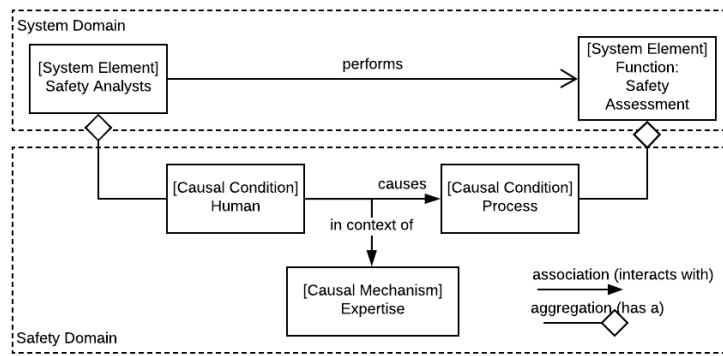 System Domain
[System Element]
Safety Analysts
performs
[System Element]
Function:
Safety
Assessment
[Causal Condition]
Human
causes
in context of
[Causal Condition]
Process
[Causal Mechanism]
Expertise
association (interacts with)
aggregation (has a)
Safety Domain